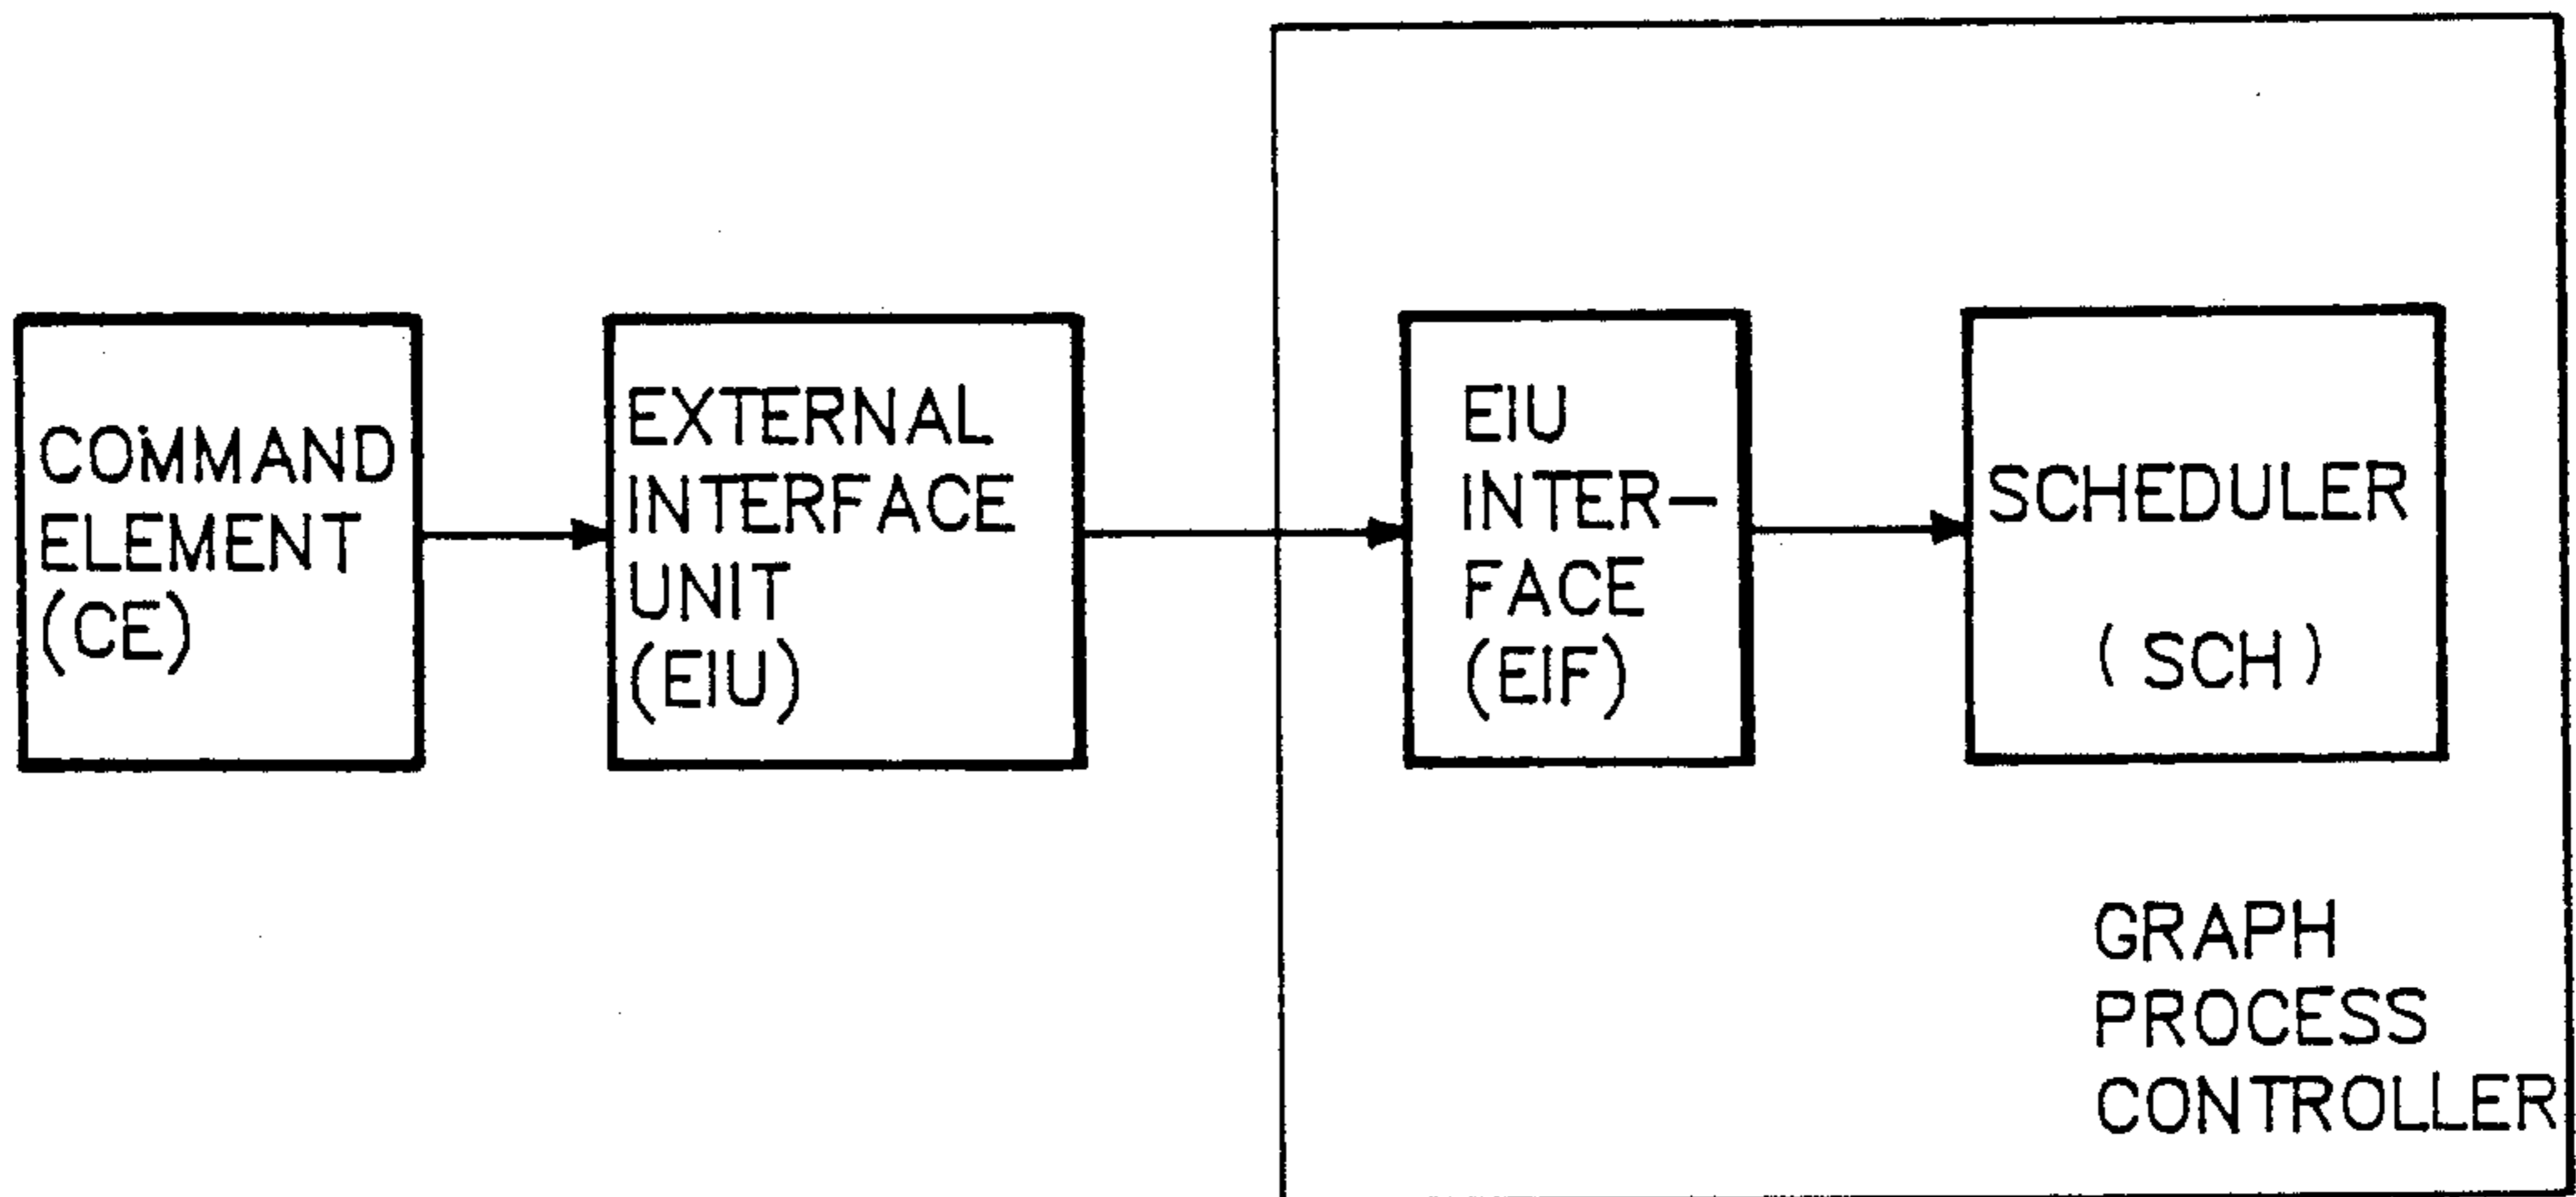 COMMAND
ELEMENT
(CE)
EXTERNAL
INTERFACE
UNIT
(EIU)
EIU
INTER-
FACE
(EIF)
SCHEDULER
(SCH)
GRAPH
PROCESS
CONTROLLER